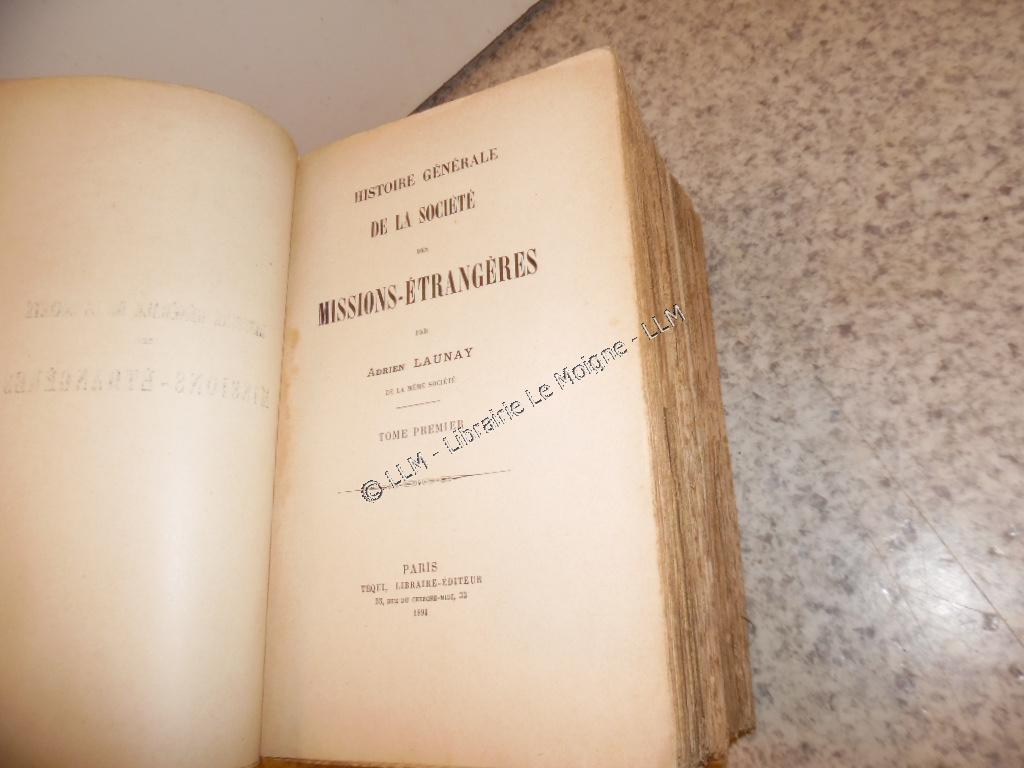 HISTOIRE GÉNÉRALE
DE LA SOCIÉTÉ
DES
MISSIONS-ÉTRANGÈRES
PAR
ADRIEN LAUNAY
DE LA MÊME SOCIÉTÉ
TOME PREMIER
© LLM - Librairie Le Moigne - LLM
PARIS
TÉQUI, LIBRAIRE-ÉDITEUR
33, RUE DU CHERCHE-MIDI, 33
1894